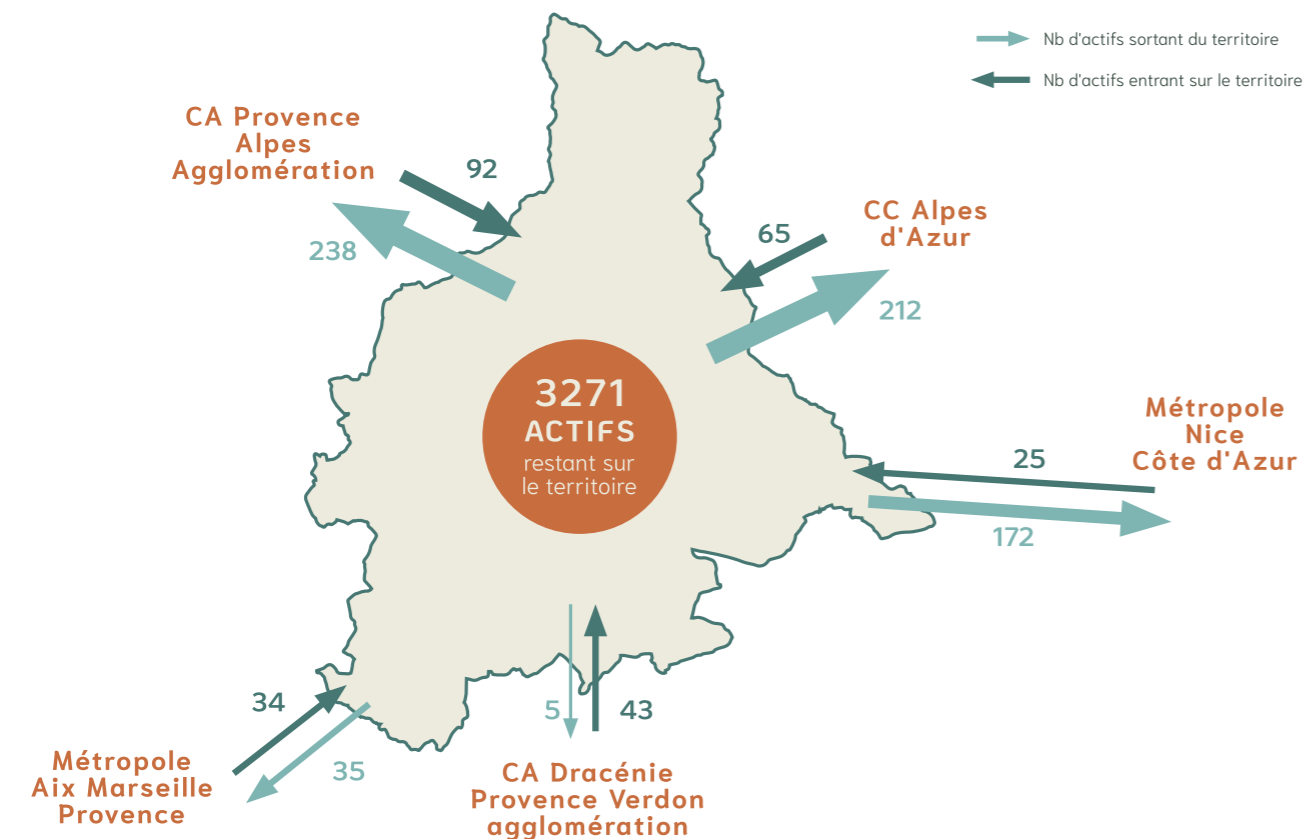 Nb d'actifs sortant du territoire
Nb d'actifs entrant sur le territoire
CA Provence
Alpes
Agglomération
92
238
CC Alpes
d'Azur
65
212
3271
ACTIFS
restant sur
le territoire
Métropole
Nice
Côte d'Azur
25
172
34
35
Métropole
Aix Marseille
Provence
5
43
CA Dracénie
Provence Verdon
agglomération